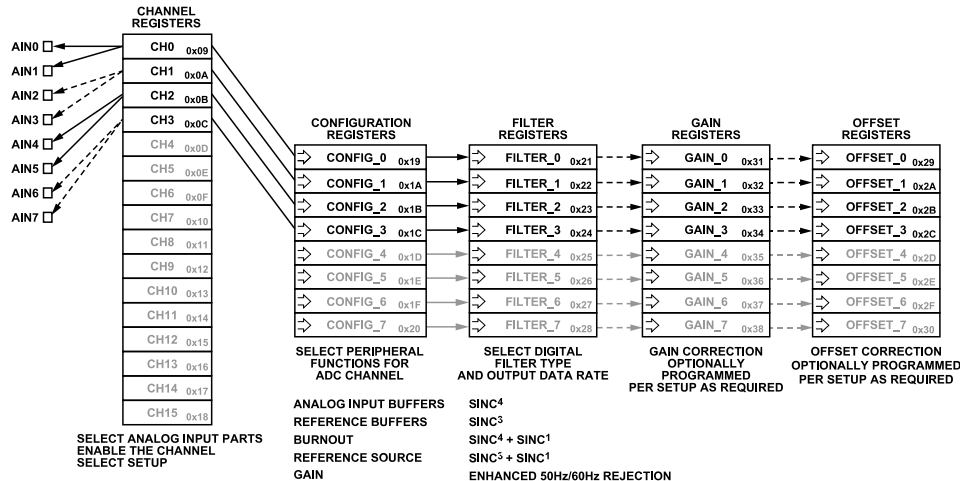 CHANNEL
REGISTERS
AIN0
AIN1
AIN2
AIN3
AIN4
AIN5
AIN6
AIN7
CH0 0x09
CH1 0x0A
CH2 0x0B
CH3 0x0C
CH4 0x0D
CH5 0x0E
CH6 0x0F
CH7 0x10
CH8 0x11
CH9 0x12
CH10 0x13
CH11 0x14
CH12 0x15
CH13 0x16
CH14 0x17
CH15 0x18
SELECT ANALOG INPUT PARTS
ENABLE THE CHANNEL
SELECT SETUP
CONFIGURATION
REGISTERS
CONFIG_0 0x19
CONFIG_1 0x1A
CONFIG_2 0x1B
CONFIG_3 0x1C
CONFIG_4 0x1D
CONFIG_5 0x1E
CONFIG_6 0x1F
CONFIG_7 0x20
SELECT PERIPHERAL
FUNCTIONS FOR
ADC CHANNEL
ANALOG INPUT BUFFERS
REFERENCE BUFFERS
BURNOUT
REFERENCE SOURCE
GAIN
FILTER
REGISTERS
FILTER_0 0x21
FILTER_1 0x22
FILTER_2 0x23
FILTER_3 0x24
FILTER_4 0x25
FILTER_5 0x26
FILTER_6 0x27
FILTER_7 0x28
SELECT DIGITAL
FILTER TYPE
AND OUTPUT DATA RATE
SINC4
SINC3
SINC4 + SINC1
SINC3 + SINC1
ENHANCED 50Hz/60Hz REJECTION
GAIN
REGISTERS
GAIN_0 0x31
GAIN_1 0x32
GAIN_2 0x33
GAIN_3 0x34
GAIN_4 0x35
GAIN_5 0x36
GAIN_6 0x37
GAIN_7 0x38
GAIN CORRECTION
OPTIONALLY
PROGRAMMED
PER SETUP AS REQUIRED
OFFSET
REGISTERS
OFFSET_0 0x29
OFFSET_1 0x2A
OFFSET_2 0x2B
OFFSET_3 0x2C
OFFSET_4 0x2D
OFFSET_5 0x2E
OFFSET_6 0x2F
OFFSET_7 0x30
OFFSET CORRECTION
OPTIONALLY PROGRAMMED
PER SETUP AS REQUIRED